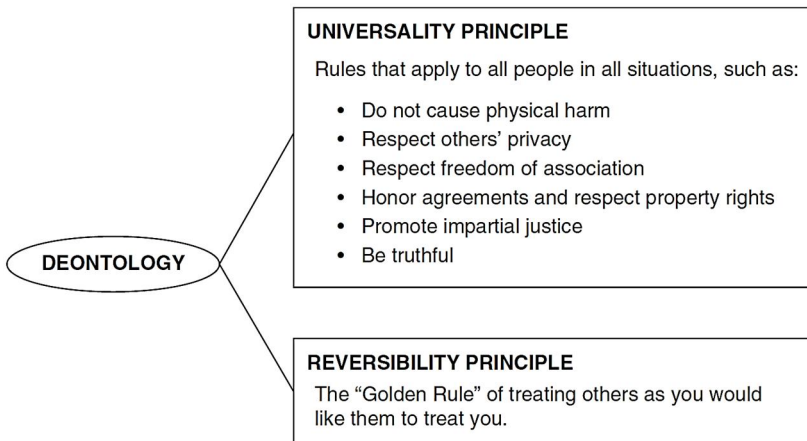 UNIVERSALITY PRINCIPLE
Rules that apply to all people in all situations, such as:
• Do not cause physical harm
• Respect others’ privacy
• Respect freedom of association
• Honor agreements and respect property rights
• Promote impartial justice
• Be truthful
DEONTOLOGY
REVERSIBILITY PRINCIPLE
The “Golden Rule” of treating others as you would
like them to treat you.